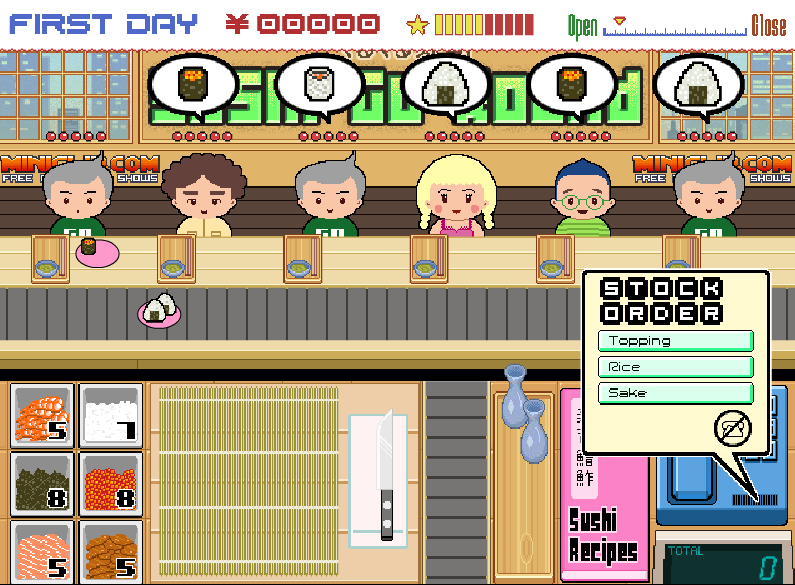 FIRST DAY ¥ 00000 Open Close
MINICLIP.COM
FREE SHOWS
MINICLIP.COM
FREE SHOWS
STOCK
ORDER
Topping
Rice
Sake
5 7
8 8
5 5
Sushi
Recipes
TOTAL
0